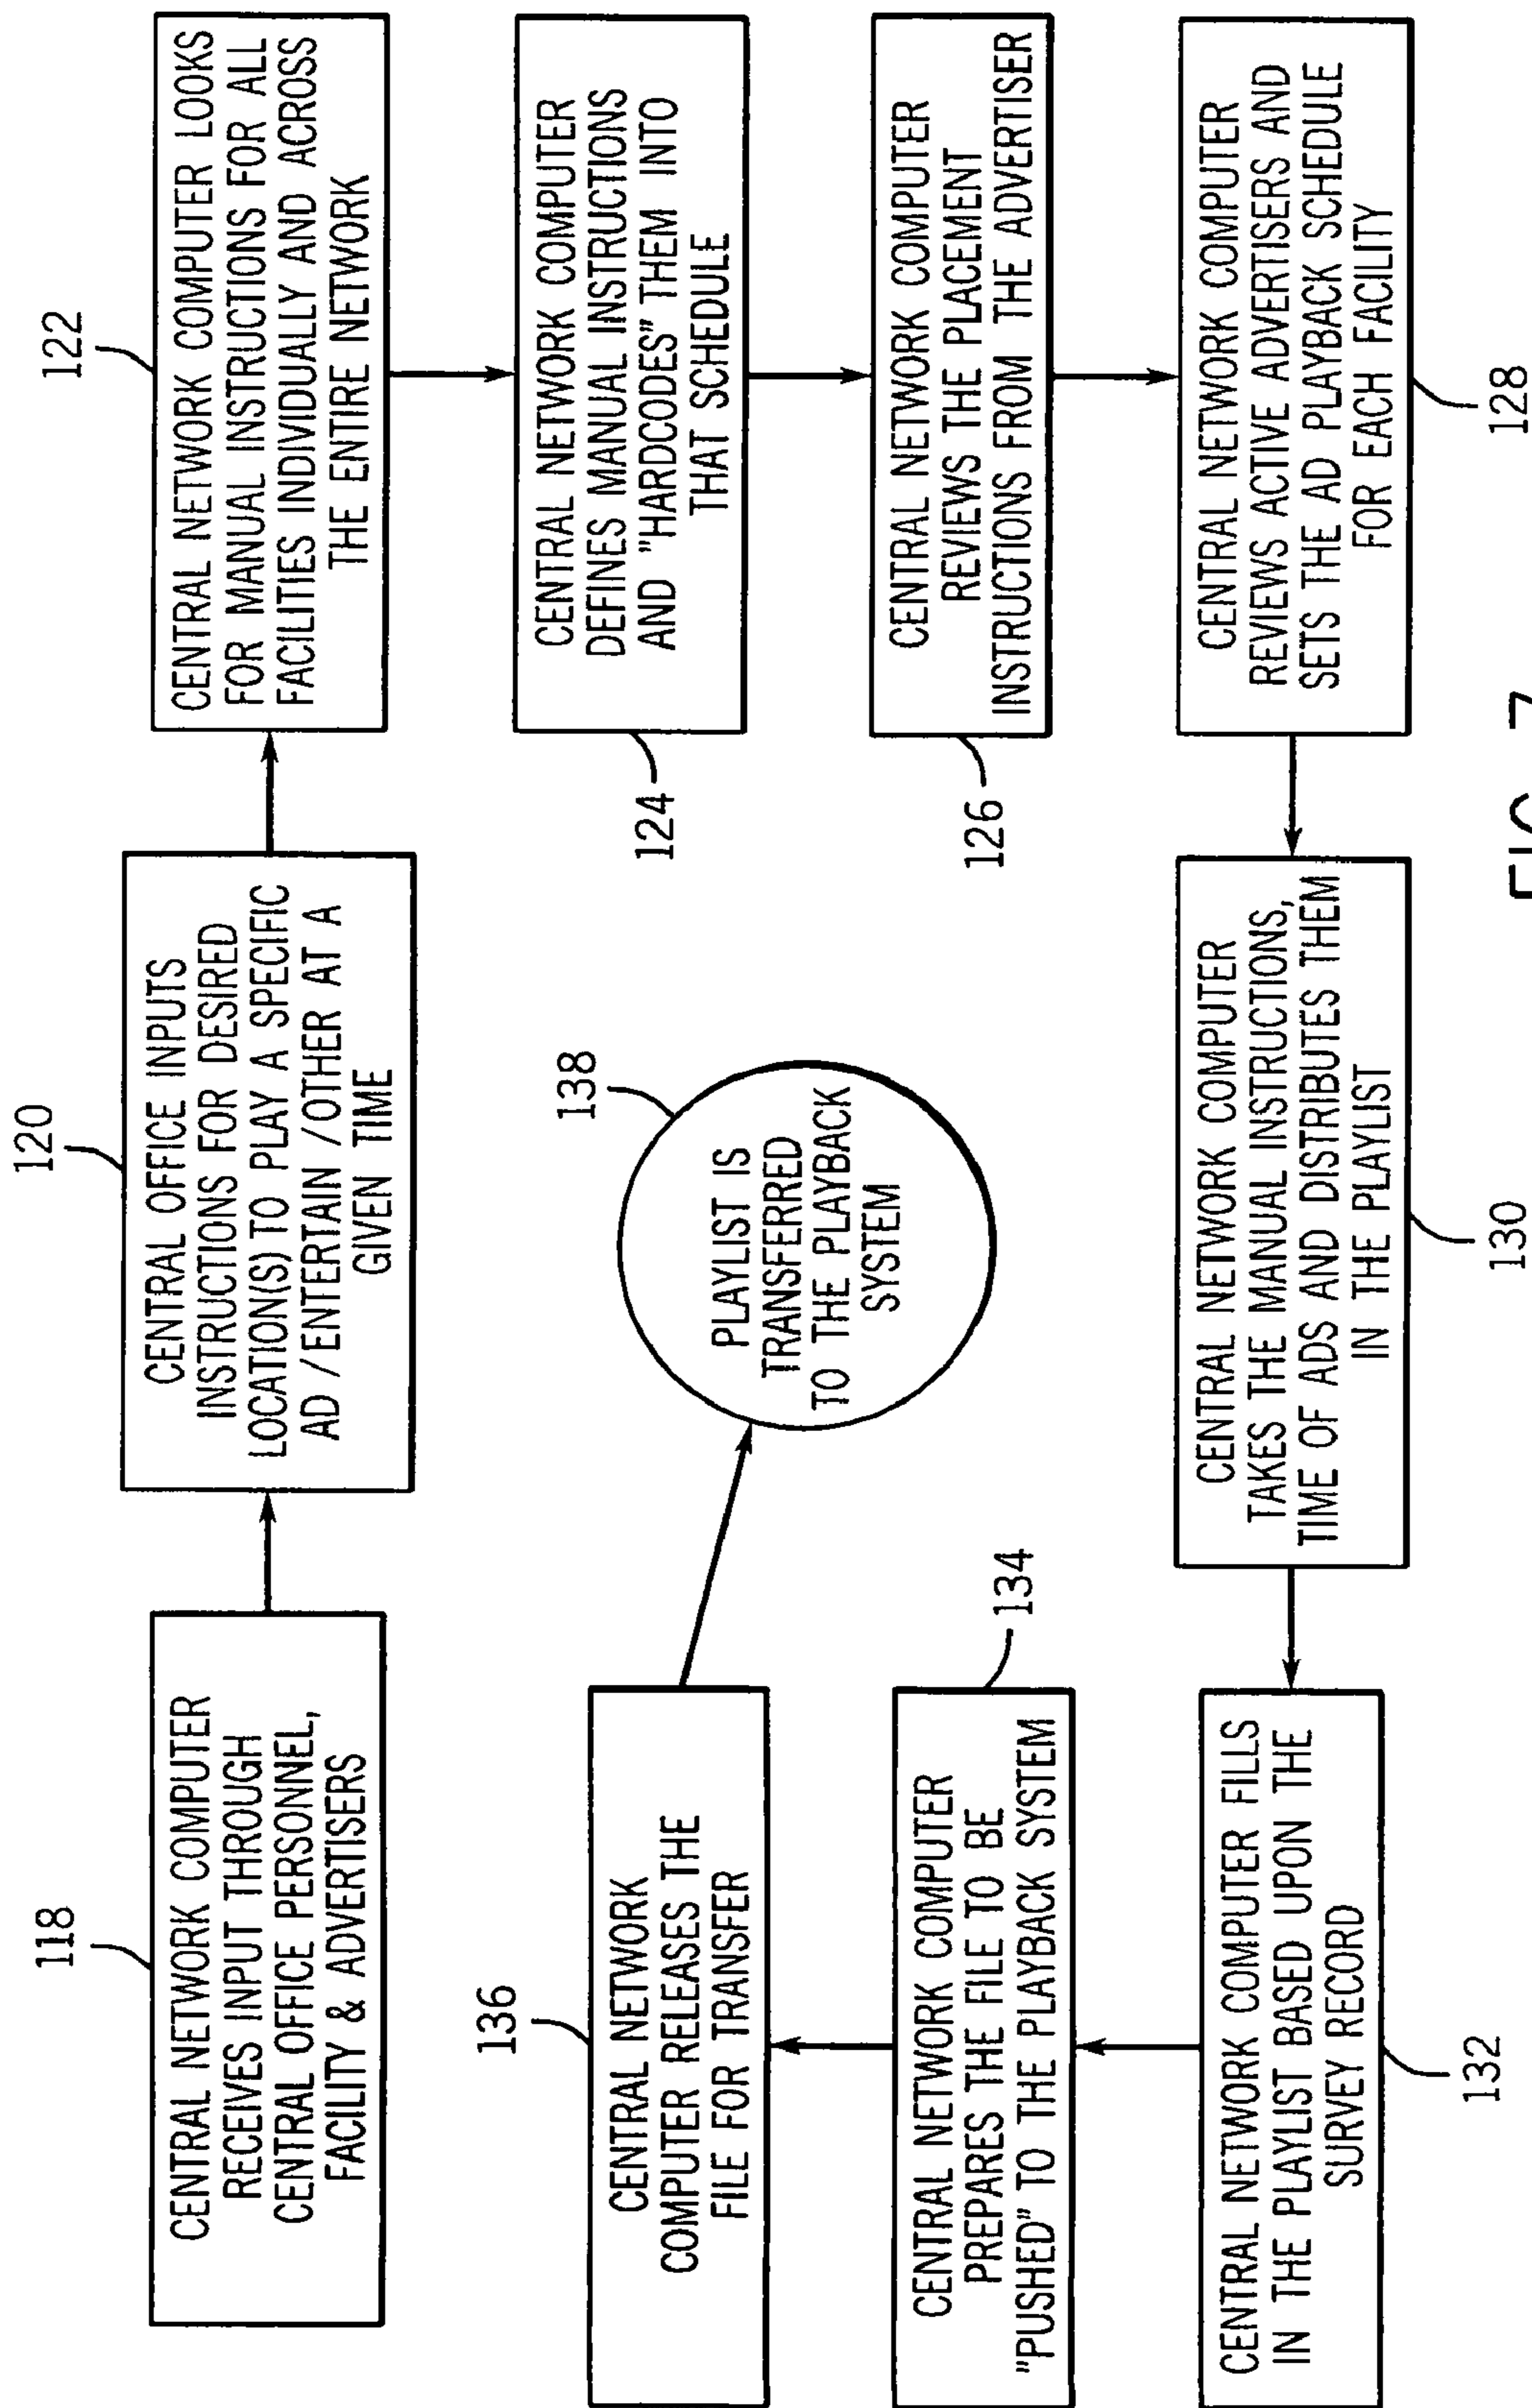 118
CENTRAL NETWORK COMPUTER
RECEIVES INPUT THROUGH
CENTRAL OFFICE PERSONNEL,
FACILITY & ADVERTISERS
120
CENTRAL OFFICE INPUTS
INSTRUCTIONS FOR DESIRED
LOCATION(S) TO PLAY A SPECIFIC
AD / ENTERTAIN / OTHER AT A
GIVEN TIME
122
CENTRAL NETWORK COMPUTER LOOKS
FOR MANUAL INSTRUCTIONS FOR ALL
FACILITIES INDIVIDUALLY AND ACROSS
THE ENTIRE NETWORK
124
CENTRAL NETWORK COMPUTER
DEFINES MANUAL INSTRUCTIONS
AND "HARDCODES" THEM INTO
THAT SCHEDULE
126
CENTRAL NETWORK COMPUTER
REVIEWS THE PLACEMENT
INSTRUCTIONS FROM THE ADVERTISER
CENTRAL NETWORK COMPUTER
REVIEWS ACTIVE ADVERTISERS AND
SETS THE AD PLAYBACK SCHEDULE
FOR EACH FACILITY
128
CENTRAL NETWORK COMPUTER
TAKES THE MANUAL INSTRUCTIONS,
TIME OF ADS AND DISTRIBUTES THEM
IN THE PLAYLIST
130
CENTRAL NETWORK COMPUTER FILLS
IN THE PLAYLIST BASED UPON THE
SURVEY RECORD
132
134
CENTRAL NETWORK COMPUTER
PREPARES THE FILE TO BE
"PUSHED" TO THE PLAYBACK SYSTEM
136
CENTRAL NETWORK
COMPUTER RELEASES THE
FILE FOR TRANSFER
138
PLAYLIST IS
TRANSFERRED
TO THE PLAYBACK
SYSTEM
FIG. 7